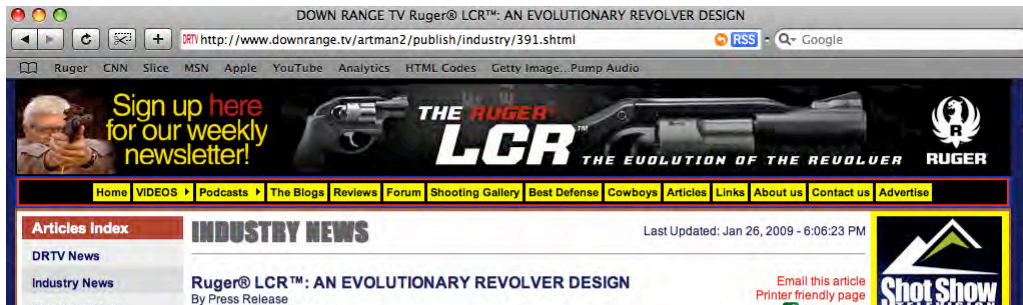 DOWN RANGE TV Ruger® LCR™: AN EVOLUTIONARY REVOLVER DESIGN
DRTV http://www.downrange.tv/artman2/publish/industry/391.shtml RSS Google
Ruger CNN Slice MSN Apple YouTube Analytics HTML Codes Getty Image...Pump Audio
Sign up here
for our weekly
newsletter!
THE RUGER®
LCR™
THE EVOLUTION OF THE REVOLVER
RUGER
Home VIDEOS Podcasts The Blogs Reviews Forum Shooting Gallery Best Defense Cowboys Articles Links About us Contact us Advertise
Articles Index
DRTV News
Industry News
INDUSTRY NEWS
Last Updated: Jan 26, 2009 - 6:06:23 PM
Ruger® LCR™: AN EVOLUTIONARY REVOLVER DESIGN
By Press Release
Email this article
Printer friendly page
Shot Show